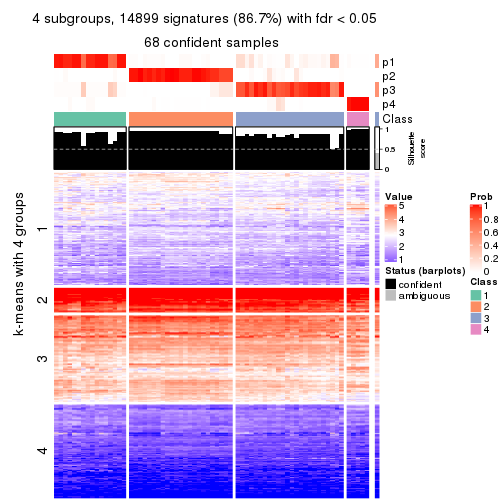 4 subgroups, 14899 signatures (86.7%) with fdr < 0.05
68 confident samples
p1
p2
p3
p4
Class
1
0.5
0
Silhouette
score
k-means with 4 groups
1
2
3
4
Value
5
4
3
2
1
Status (barplots)
confident
ambiguous
Prob
1
0.8
0.6
0.4
0.2
0
Class
1
2
3
4